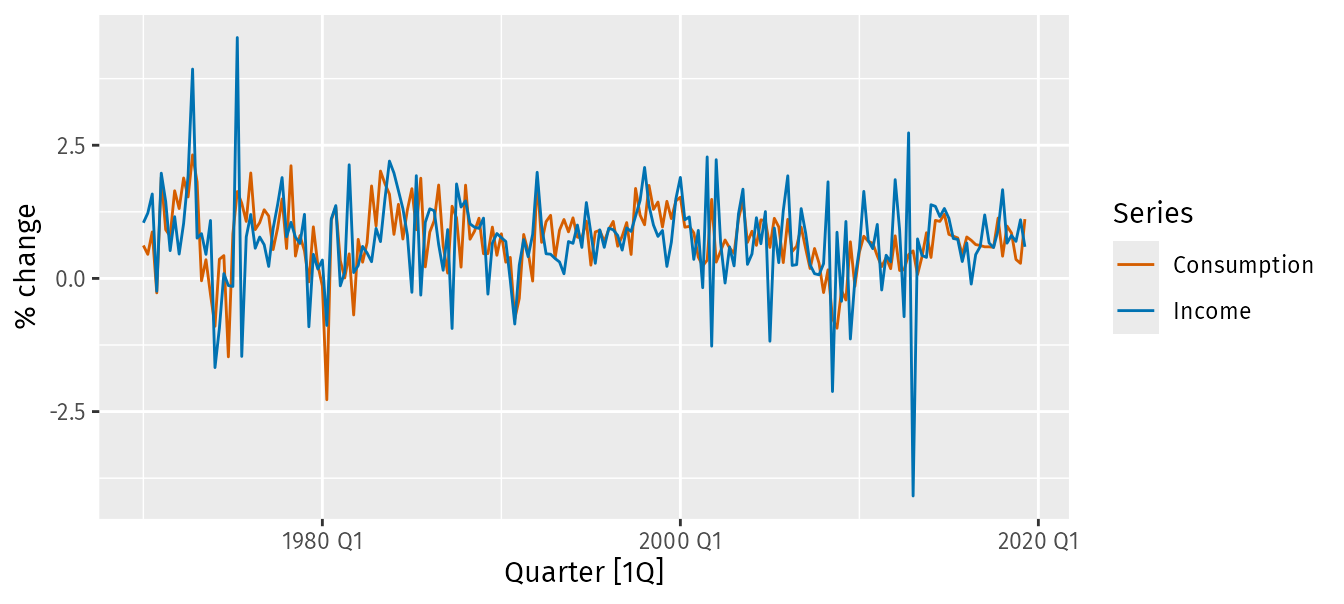 % change
2.5
0.0
-2.5
1980 Q1
2000 Q1
2020 Q1
Quarter [1Q]
Series
Consumption
Income